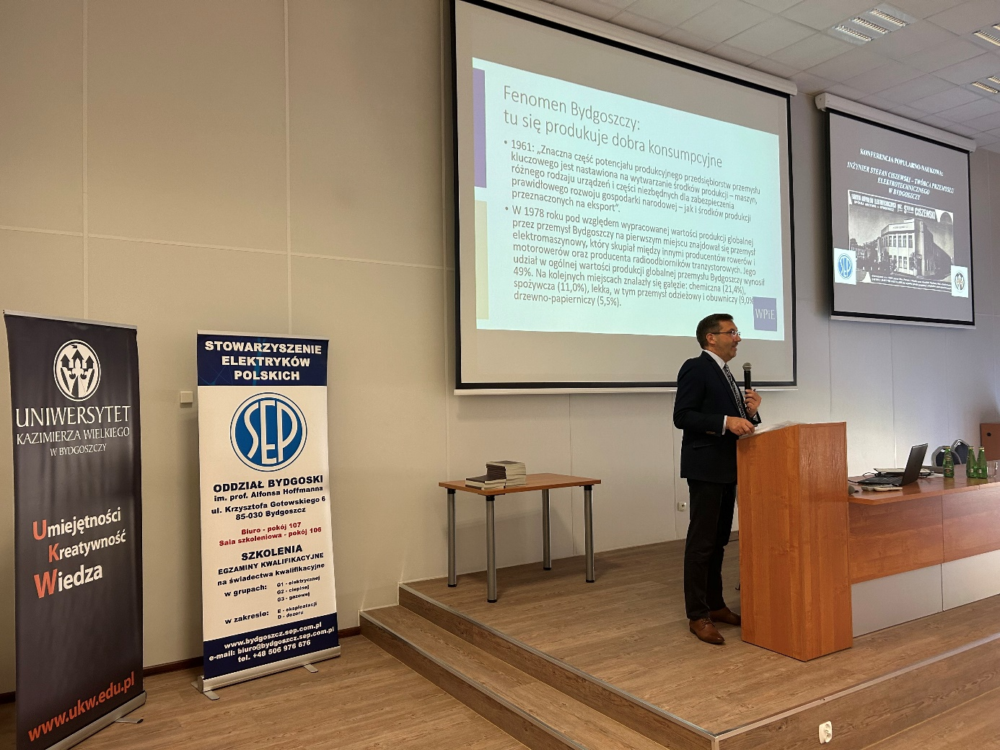 Fenomen Bydgoszczy:
tu się produkuje dobra konsumpcyjne
• 1961: „Znaczna część potencjału produkcyjnego przedsiębiorstw przemysłu
kluczowego jest nastawiona na wytwarzanie środków produkcji – maszyn,
różnego rodzaju urządzeń i części niezbędnych dla zabezpieczenia
prawidłowego rozwoju gospodarki narodowej – jak i środków produkcji
przeznaczonych na eksport”.
• W 1978 roku pod względem wypracowanej wartości produkcji globalnej
przez przemysł Bydgoszczy na pierwszym miejscu znajdował się przemysł
elektromaszynowy, który skupiał między innymi producentów rowerów i
motorowerów oraz producenta radioodbiorników tranzystorowych. Jego
udział w ogólnej wartości produkcji globalnej przemysłu Bydgoszczy wynosił
49%. Na kolejnych miejscach znalazły się gałęzie: chemiczna (21,4%),
spożywcza (11,0%), lekka, w tym przemysł odzieżowy i obuwniczy (9,0%
drzewno-papierniczy (5,5%).
WPiE
KONFERENCJA POPULARNO-NAUKOWA:
INŻYNIER STEFAN CISZEWSKI – TWÓRCA PRZEMYSŁU
ELEKTROTECHNICZNEGO
W BYDGOSZCZY
INŻ. STEFAN CISZEWSKI
SEP
UNIWERSYTET
KAZIMIERZA WIELKIEGO
W BYDGOSZCZY
Umiejętności
Kreatywność
Wiedza
www.ukw.edu.pl
STOWARZYSZENIE
ELEKTRYKÓW
POLSKICH
SEP
ODDZIAŁ BYDGOSKI
im. prof. Alfonsa Hoffmanna
ul. Krzysztofa Gotowskiego 6
85-030 Bydgoszcz
Biuro - pokój 107
Sala szkoleniowa - pokój 106
SZKOLENIA
EGZAMINY KWALIFIKACYJNE
na świadectwa kwalifikacyjne
w grupach: G1 - elektrycznej
G2 - cieplnej
G3 - gazowej
w zakresie: E - eksploatacji
D - dozoru
www.bydgoszcz.sep.com.pl
e-mail: biuro@bydgoszcz.sep.com.pl
tel. +48 506 976 676